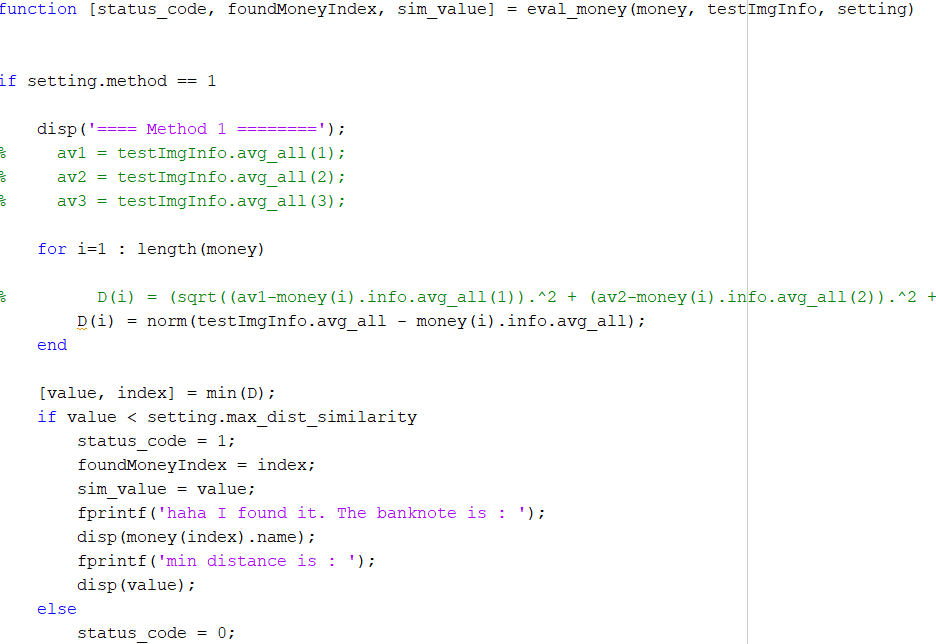 function [status_code, foundMoneyIndex, sim_value] = eval_money(money, testImgInfo, setting)
if setting.method == 1
disp('==== Method 1 ========');
% av1 = testImgInfo.avg_all(1);
% av2 = testImgInfo.avg_all(2);
% av3 = testImgInfo.avg_all(3);
for i=1 : length(money)
% D(i) = (sqrt((av1-money(i).info.avg_all(1)).^2 + (av2-money(i).info.avg_all(2)).^2 +
D(i) = norm(testImgInfo.avg_all - money(i).info.avg_all);
end
[value, index] = min(D);
if value < setting.max_dist_similarity
status_code = 1;
foundMoneyIndex = index;
sim_value = value;
fprintf('haha I found it. The banknote is : ');
disp(money(index).name);
fprintf('min distance is : ');
disp(value);
else
status_code = 0;